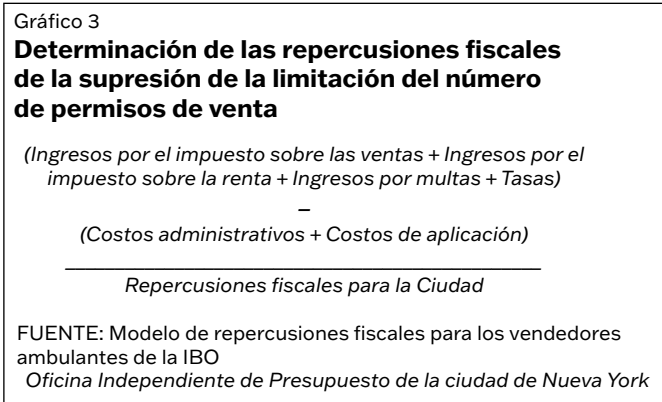 Gráfico 3
Determinación de las repercusiones fiscales
de la supresión de la limitación del número
de permisos de venta
(Ingresos por el impuesto sobre las ventas + Ingresos por el
impuesto sobre la renta + Ingresos por multas + Tasas)
–
(Costos administrativos + Costos de aplicación)
Repercusiones fiscales para la Ciudad
FUENTE: Modelo de repercusiones fiscales para los vendedores
ambulantes de la IBO
Oficina Independiente de Presupuesto de la ciudad de Nueva York